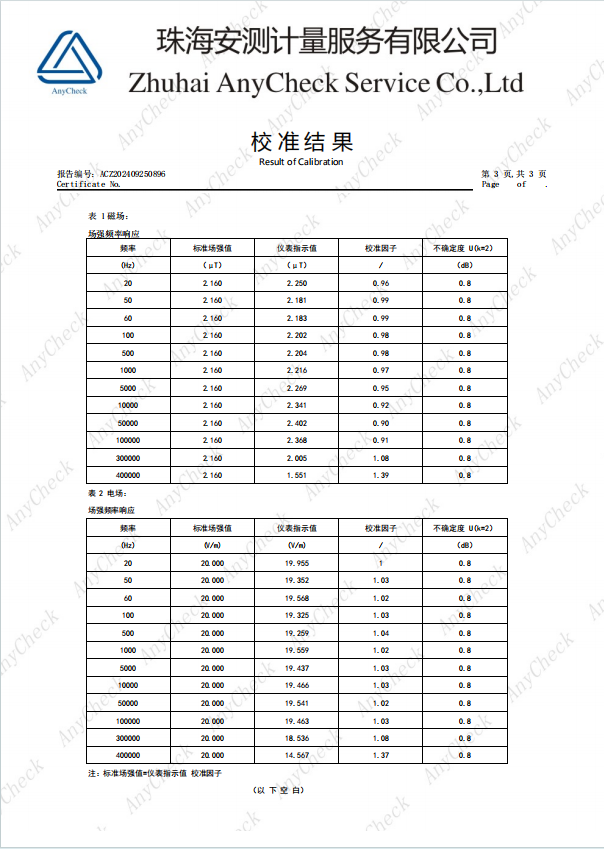 珠海安测计量服务有限公司
Zhuhai AnyCheck Service Co.,Ltd
AnyCheck
校准结果
Result of Calibration
报告编号: ACZ202409250896 第 3 页,共 3 页
Certificate No. Page of .
表 1 磁场:
场强频率响应
频率 标准场强值 仪表指示值 校准因子 不确定度 U(k=2)
(Hz) (μT) (μT) / (dB)
20 2.160 2.250 0.96 0.8
50 2.160 2.181 0.99 0.8
60 2.160 2.183 0.99 0.8
100 2.160 2.202 0.98 0.8
500 2.160 2.204 0.98 0.8
1000 2.160 2.216 0.97 0.8
5000 2.160 2.269 0.95 0.8
10000 2.160 2.341 0.92 0.8
50000 2.160 2.402 0.90 0.8
100000 2.160 2.368 0.91 0.8
300000 2.160 2.005 1.08 0.8
400000 2.160 1.551 1.39 0.8
表 2 电场:
场强频率响应
频率 标准场强值 仪表指示值 校准因子 不确定度 U(k=2)
(Hz) (V/m) (V/m) / (dB)
20 20.000 19.955 1 0.8
50 20.000 19.352 1.03 0.8
60 20.000 19.568 1.02 0.8
100 20.000 19.325 1.03 0.8
500 20.000 19.259 1.04 0.8
1000 20.000 19.559 1.02 0.8
5000 20.000 19.437 1.03 0.8
10000 20.000 19.466 1.03 0.8
50000 20.000 19.541 1.02 0.8
100000 20.000 19.463 1.03 0.8
300000 20.000 18.536 1.08 0.8
400000 20.000 14.567 1.37 0.8
注: 标准场强值=仪表指示值 校准因子
(以下空白)